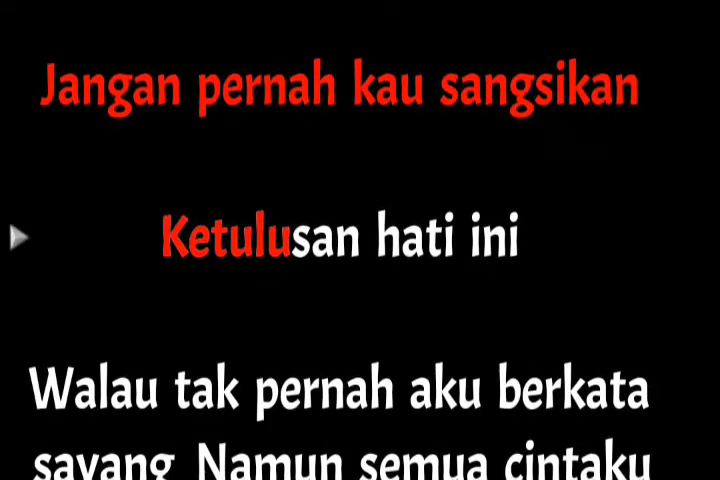 Jangan pernah kau sangsikan
Ketulusan hati ini
Walau tak pernah aku berkata
sayang Namun semua cintaku